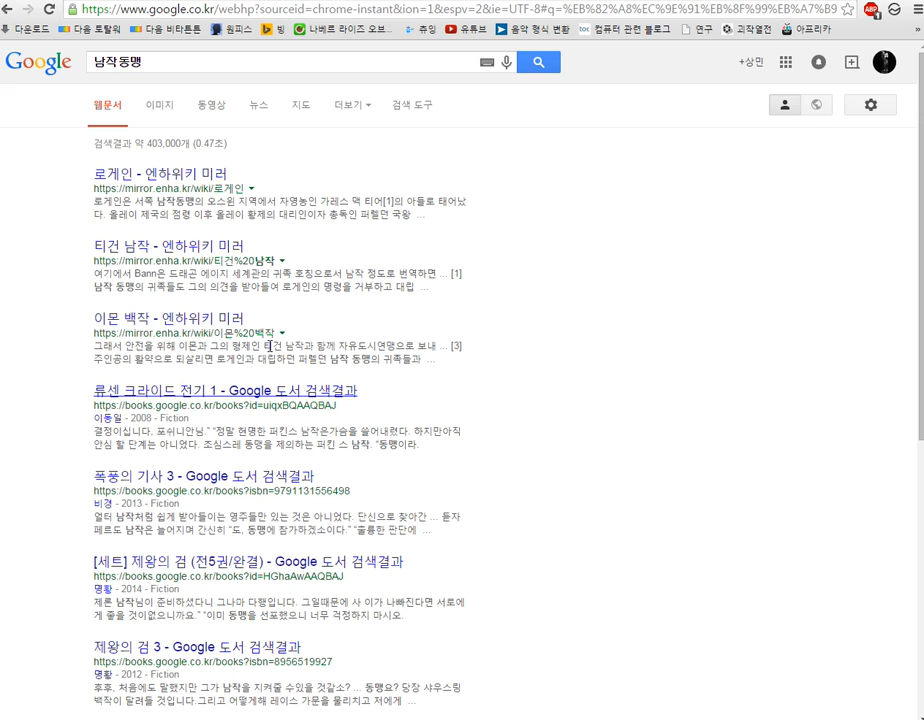 https://www.google.co.kr/webhp?sourceid=chrome-instant&ion=1&espv=2&ie=UTF-8#q=%EB%82%A8%EC%9E%91%EB%8F%99%EB%A7%B9
다운로드 다음 로탈워 다음 비타튼튼 원피스 빙 나베르 라이즈 오브... 츄잉 유튜브 음악 형식 변환 toc 컴퓨터 관련 블로그 연구 괴작열전 아프리카 »
Google 남작동맹 +상민
웹문서 이미지 동영상 뉴스 지도 더보기 검색 도구
검색결과 약 403,000개 (0.47초)
로게인 - 엔하위키 미러
https://mirror.enha.kr/wiki/로게인
로게인은 서쪽 남작동맹의 오스윈 지역에서 자영농인 가레스 맥 티어[1]의 아들로 태어났
다. 올레이 제국의 점령 이후 올레이 황제의 대리인이자 총독인 퍼렐던 국왕 ...
티건 남작 - 엔하위키 미러
https://mirror.enha.kr/wiki/티건%20남작
여기에서 Bann은 드래곤 에이지 세계관의 귀족 호칭으로서 남작 정도로 번역하면 ... [1]
남작 동맹의 귀족들도 그의 의견을 받아들여 로게인의 명령을 거부하고 대립 ...
이몬 백작 - 엔하위키 미러
https://mirror.enha.kr/wiki/이몬%20백작
그래서 안전을 위해 이몬과 그의 형제인 티건 남작과 함께 자유도시연맹으로 보내 ... [3]
주인공의 활약으로 되살리면 로게인과 대립하던 퍼렐던 남작 동맹의 귀족들과 ...
류센 크라이드 전기 1 - Google 도서 검색결과
https://books.google.co.kr/books?id=uiqxBQAAQBAJ
이동일 - 2008 - Fiction
결정이십니다, 포쉬니안님.” “정말 현명한 퍼킨스 남작은가슴을 쓸어내렸다. 하지만아직
안심 할 단계는 아니었다. 조심스레 동맹을 제의하는 퍼킨 스 남작. “동맹이라.
폭풍의 기사 3 - Google 도서 검색결과
https://books.google.co.kr/books?isbn=9791131556498
비경 - 2013 - Fiction
얼터 남작처럼 쉽게 받아들이는 영주들만 있는 것은 아니었다. 단신으로 찾아간 ... 듣자
페르도 남작은 늘어지며 간신히 “도, 동맹에 참가하겠소이다.” “훌륭한 판단에 ...
[세트] 제왕의 검 (전5권/완결) - Google 도서 검색결과
https://books.google.co.kr/books?id=HGhaAwAAQBAJ
명황 - 2014 - Fiction
제론 남작님이 준비하셨다니 그나마 다행입니다. 그일때문에 사 이가 나빠진다면 서로에
게 좋을 것이없으니까요.” “이미 동맹을 선포했으니 너무 걱정하지 마시오.
제왕의 검 3 - Google 도서 검색결과
https://books.google.co.kr/books?isbn=8956519927
명황 - 2012 - Fiction
후후, 처음에도 말했지만 그가 남작을 지켜줄 수있을 것같소? ... 동맹요? 당장 샤우스링
백작이 달려들 것입니다.그리고 어떻게해 레이스 가문을 물리치고 저에게 ...